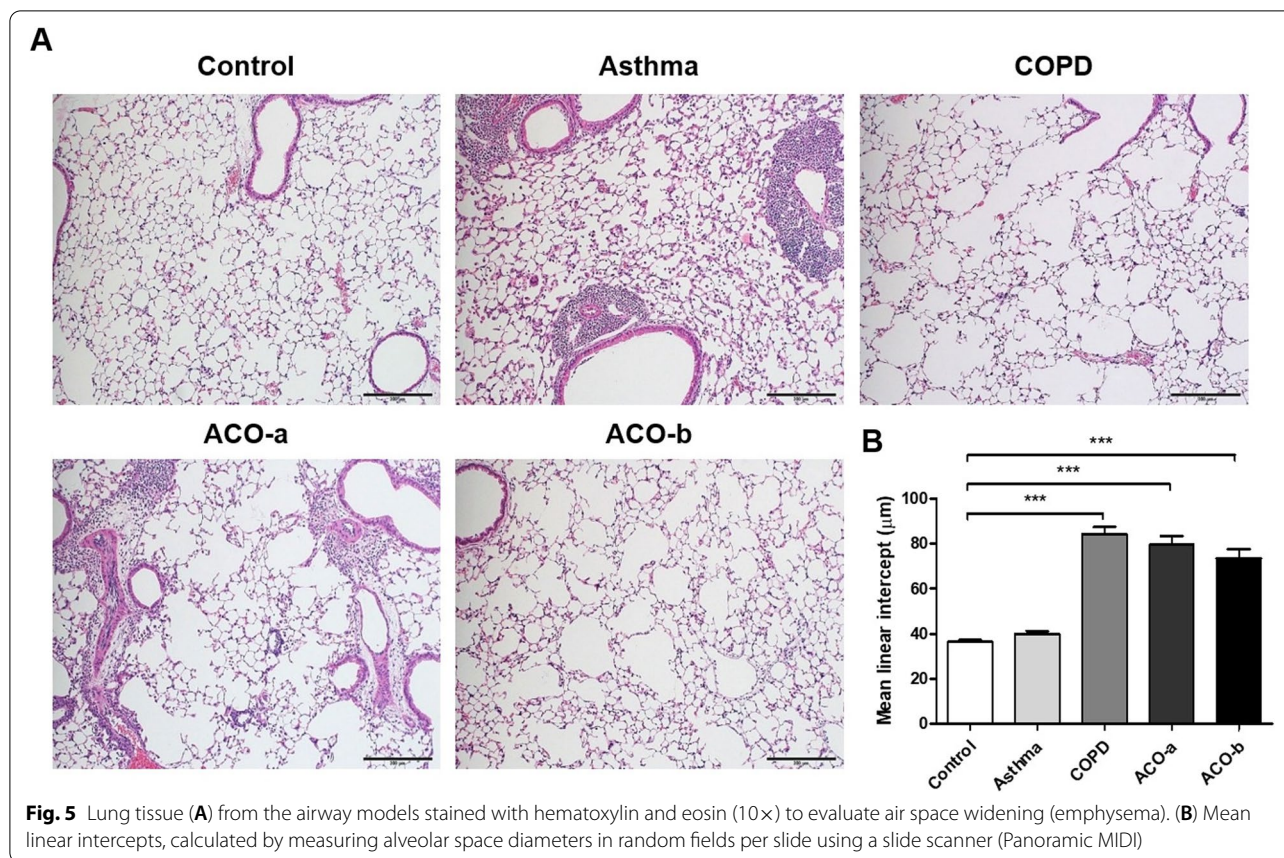 A
Control
Asthma
COPD
ACO-a
ACO-b
B
***
***
***
Mean linear intercept (μm)
100
80
60
40
20
0
Control
Asthma
COPD
ACO-a
ACO-b
Fig. 5 Lung tissue (A) from the airway models stained with hematoxylin and eosin (10×) to evaluate air space widening (emphysema). (B) Mean
linear intercepts, calculated by measuring alveolar space diameters in random fields per slide using a slide scanner (Panoramic MIDI)